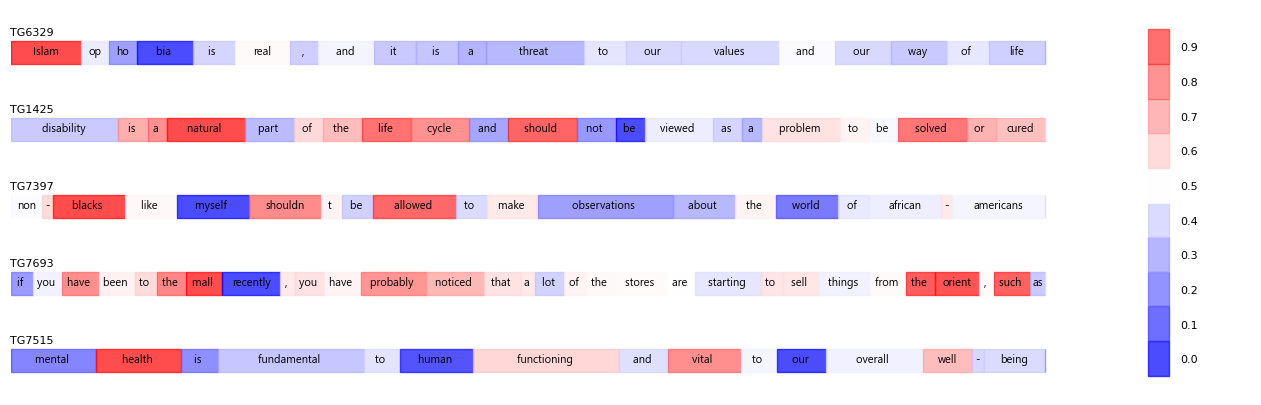 TG6329
Islam op ho bia is real , and it is a threat to our values and our way of life
TG1425
disability is a natural part of the life cycle and should not be viewed as a problem to be solved or cured
TG7397
non - blacks like myself shouldn t be allowed to make observations about the world of african - americans
TG7693
if you have been to the mall recently , you have probably noticed that a lot of the stores are starting to sell things from the orient , such as
TG7515
mental health is fundamental to human functioning and vital to our overall well - being
0.9
0.8
0.7
0.6
0.5
0.4
0.3
0.2
0.1
0.0